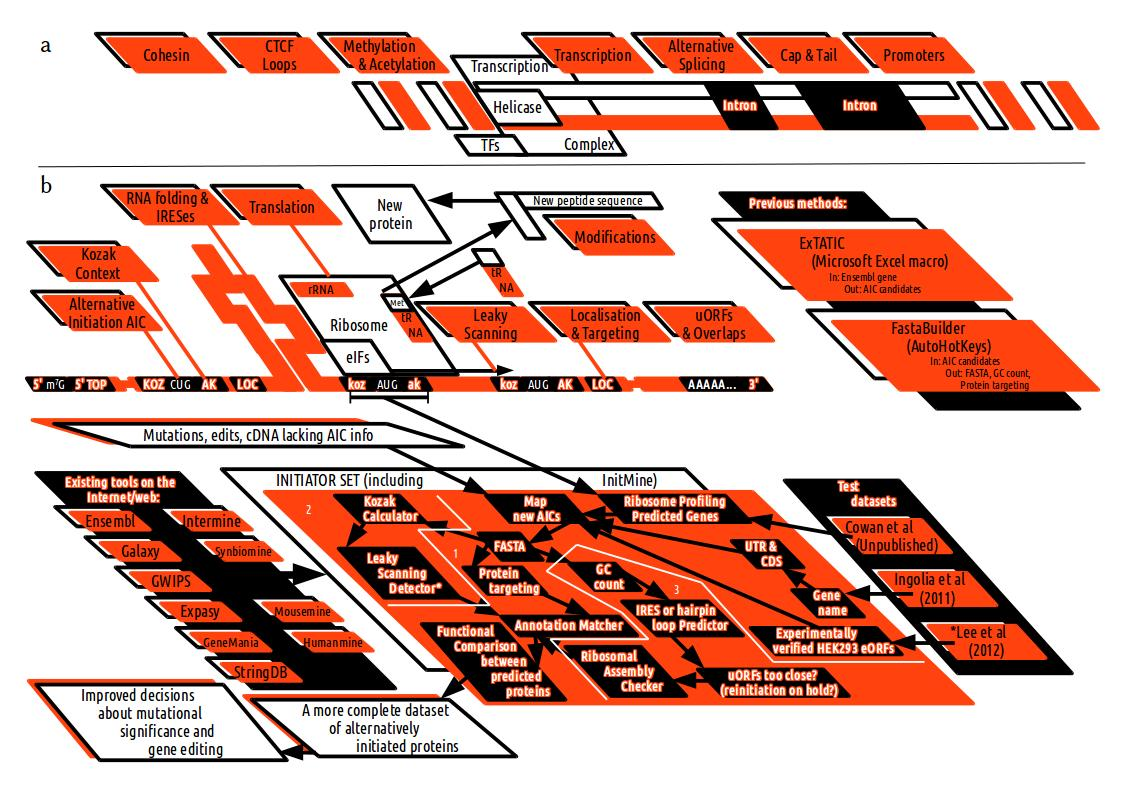 a
Cohesin
CTCF
Loops
Methylation
& Acetylation
Transcription
Transcription
Alternative
Splicing
Cap & Tail
Promoters
Helicase
Intron
Intron
TFs
Complex
b
RNA folding &
IRESes
Translation
New
protein
New peptide sequence
Modifications
Previous methods:
ExTATIC
(Microsoft Excel macro)
In: Ensembl gene
Out: AIC candidates
FastaBuilder
(AutoHotKeys)
In: AIC candidates
Out: FASTA, GC count,
Protein targeting
Kozak
Context
Alternative
Initiation AIC
rRNA
Met
tR
NA
tR
NA
Ribosome
eIFs
Leaky
Scanning
Localisation
& Targeting
uORFs
& Overlaps
5' m⁷G 5' TOP
KOZ CUG AK LOC
koz AUG ak
koz AUG AK LOC
AAAAA... 3'
Mutations, edits, cDNA lacking AIC info
Existing tools on the
Internet/web:
Ensembl
Intermine
Galaxy
Synbiomine
GWIPS
Expasy
Mousemine
GeneMania
Humanmine
StringDB
INITIATOR SET (including InitMine)
2
Kozak
Calculator
Map
new AICs
Ribosome Profiling
Predicted Genes
Leaky
Scanning
Detector*
1
FASTA
Protein
targeting
GC
count
UTR &
CDS
3
Gene
name
IRES or hairpin
loop Predictor
Annotation Matcher
Experimentally
verified HEK293 eORFs
Functional
Comparison
between
predicted
proteins
Ribosomal
Assembly
Checker
uORFs too close?
(reinitiation on hold?)
Test
datasets
Cowan et al
(Unpublished)
Ingolia et al
(2011)
*Lee et al
(2012)
Improved decisions
about mutational
significance and
gene editing
A more complete dataset
of alternatively
initiated proteins